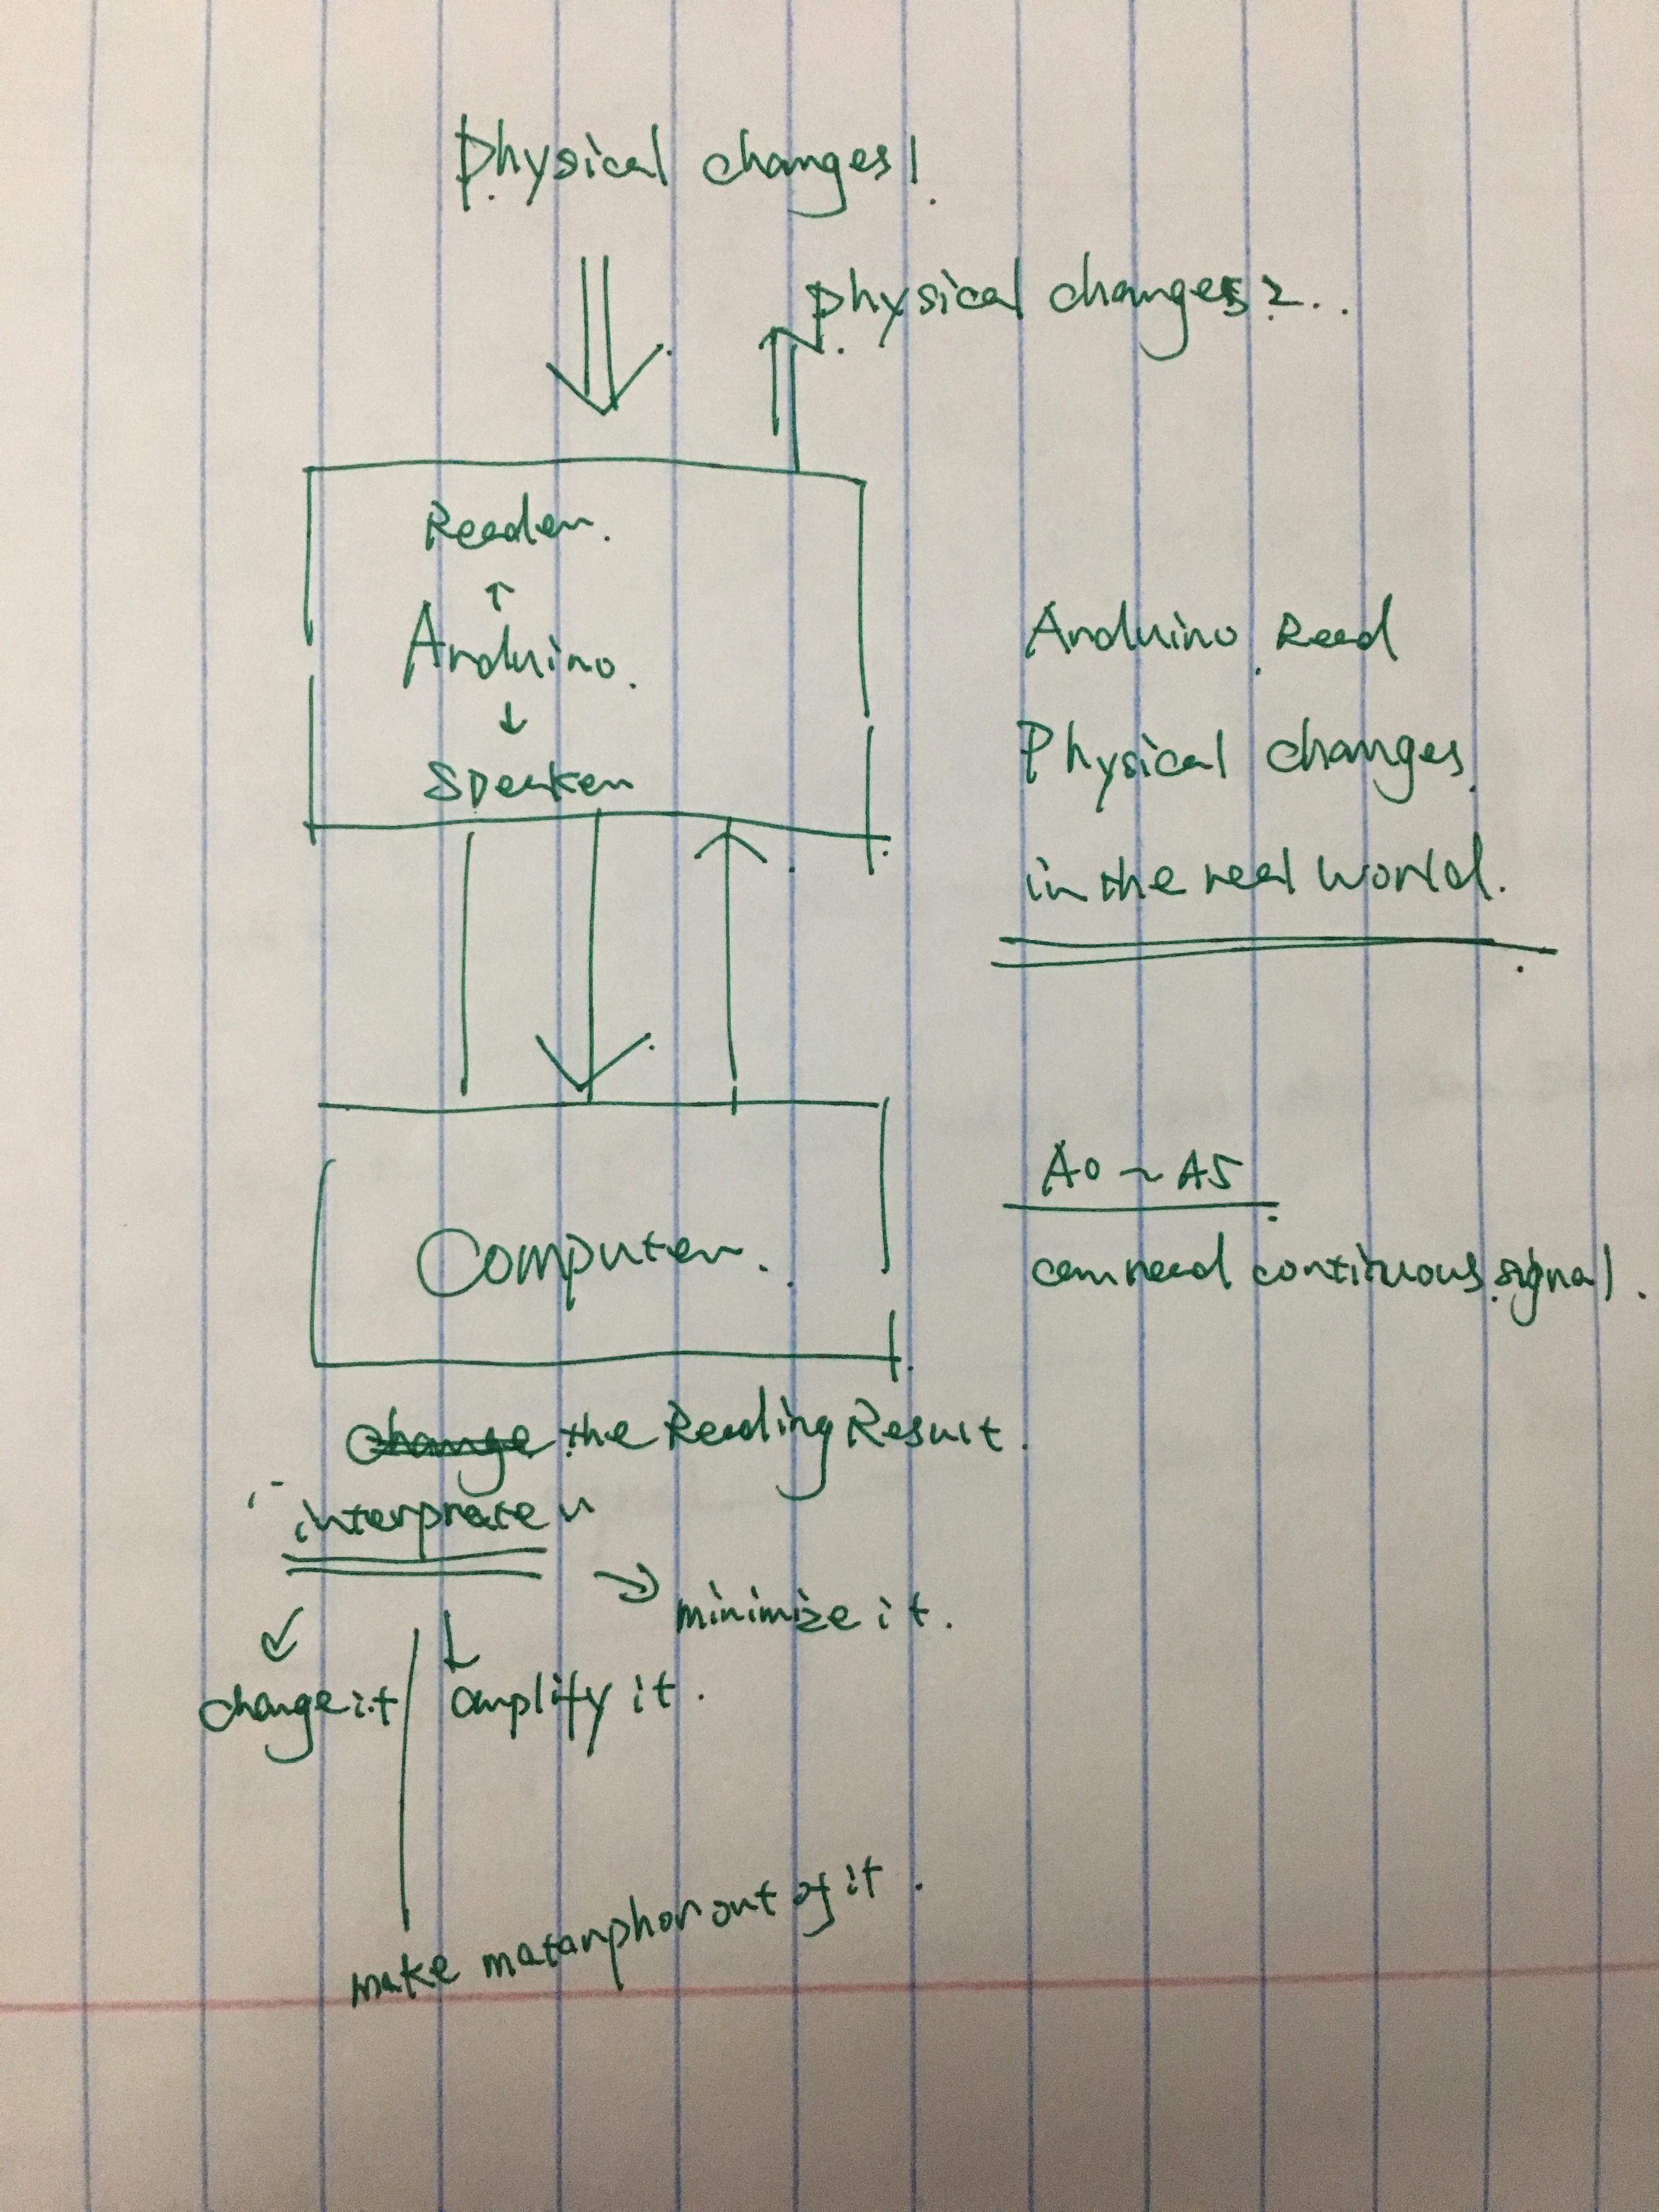 Physical changes 1.
Physical changes 2..
Reader.
Arduino.
Speaker
Arduino Read
Physical changes
in the real world.
Computer.
A0 ~ A5
can read continuous signal.
change the Reading Result.
interprate
minimize it.
change it
amplify it.
make matarphor out of it.